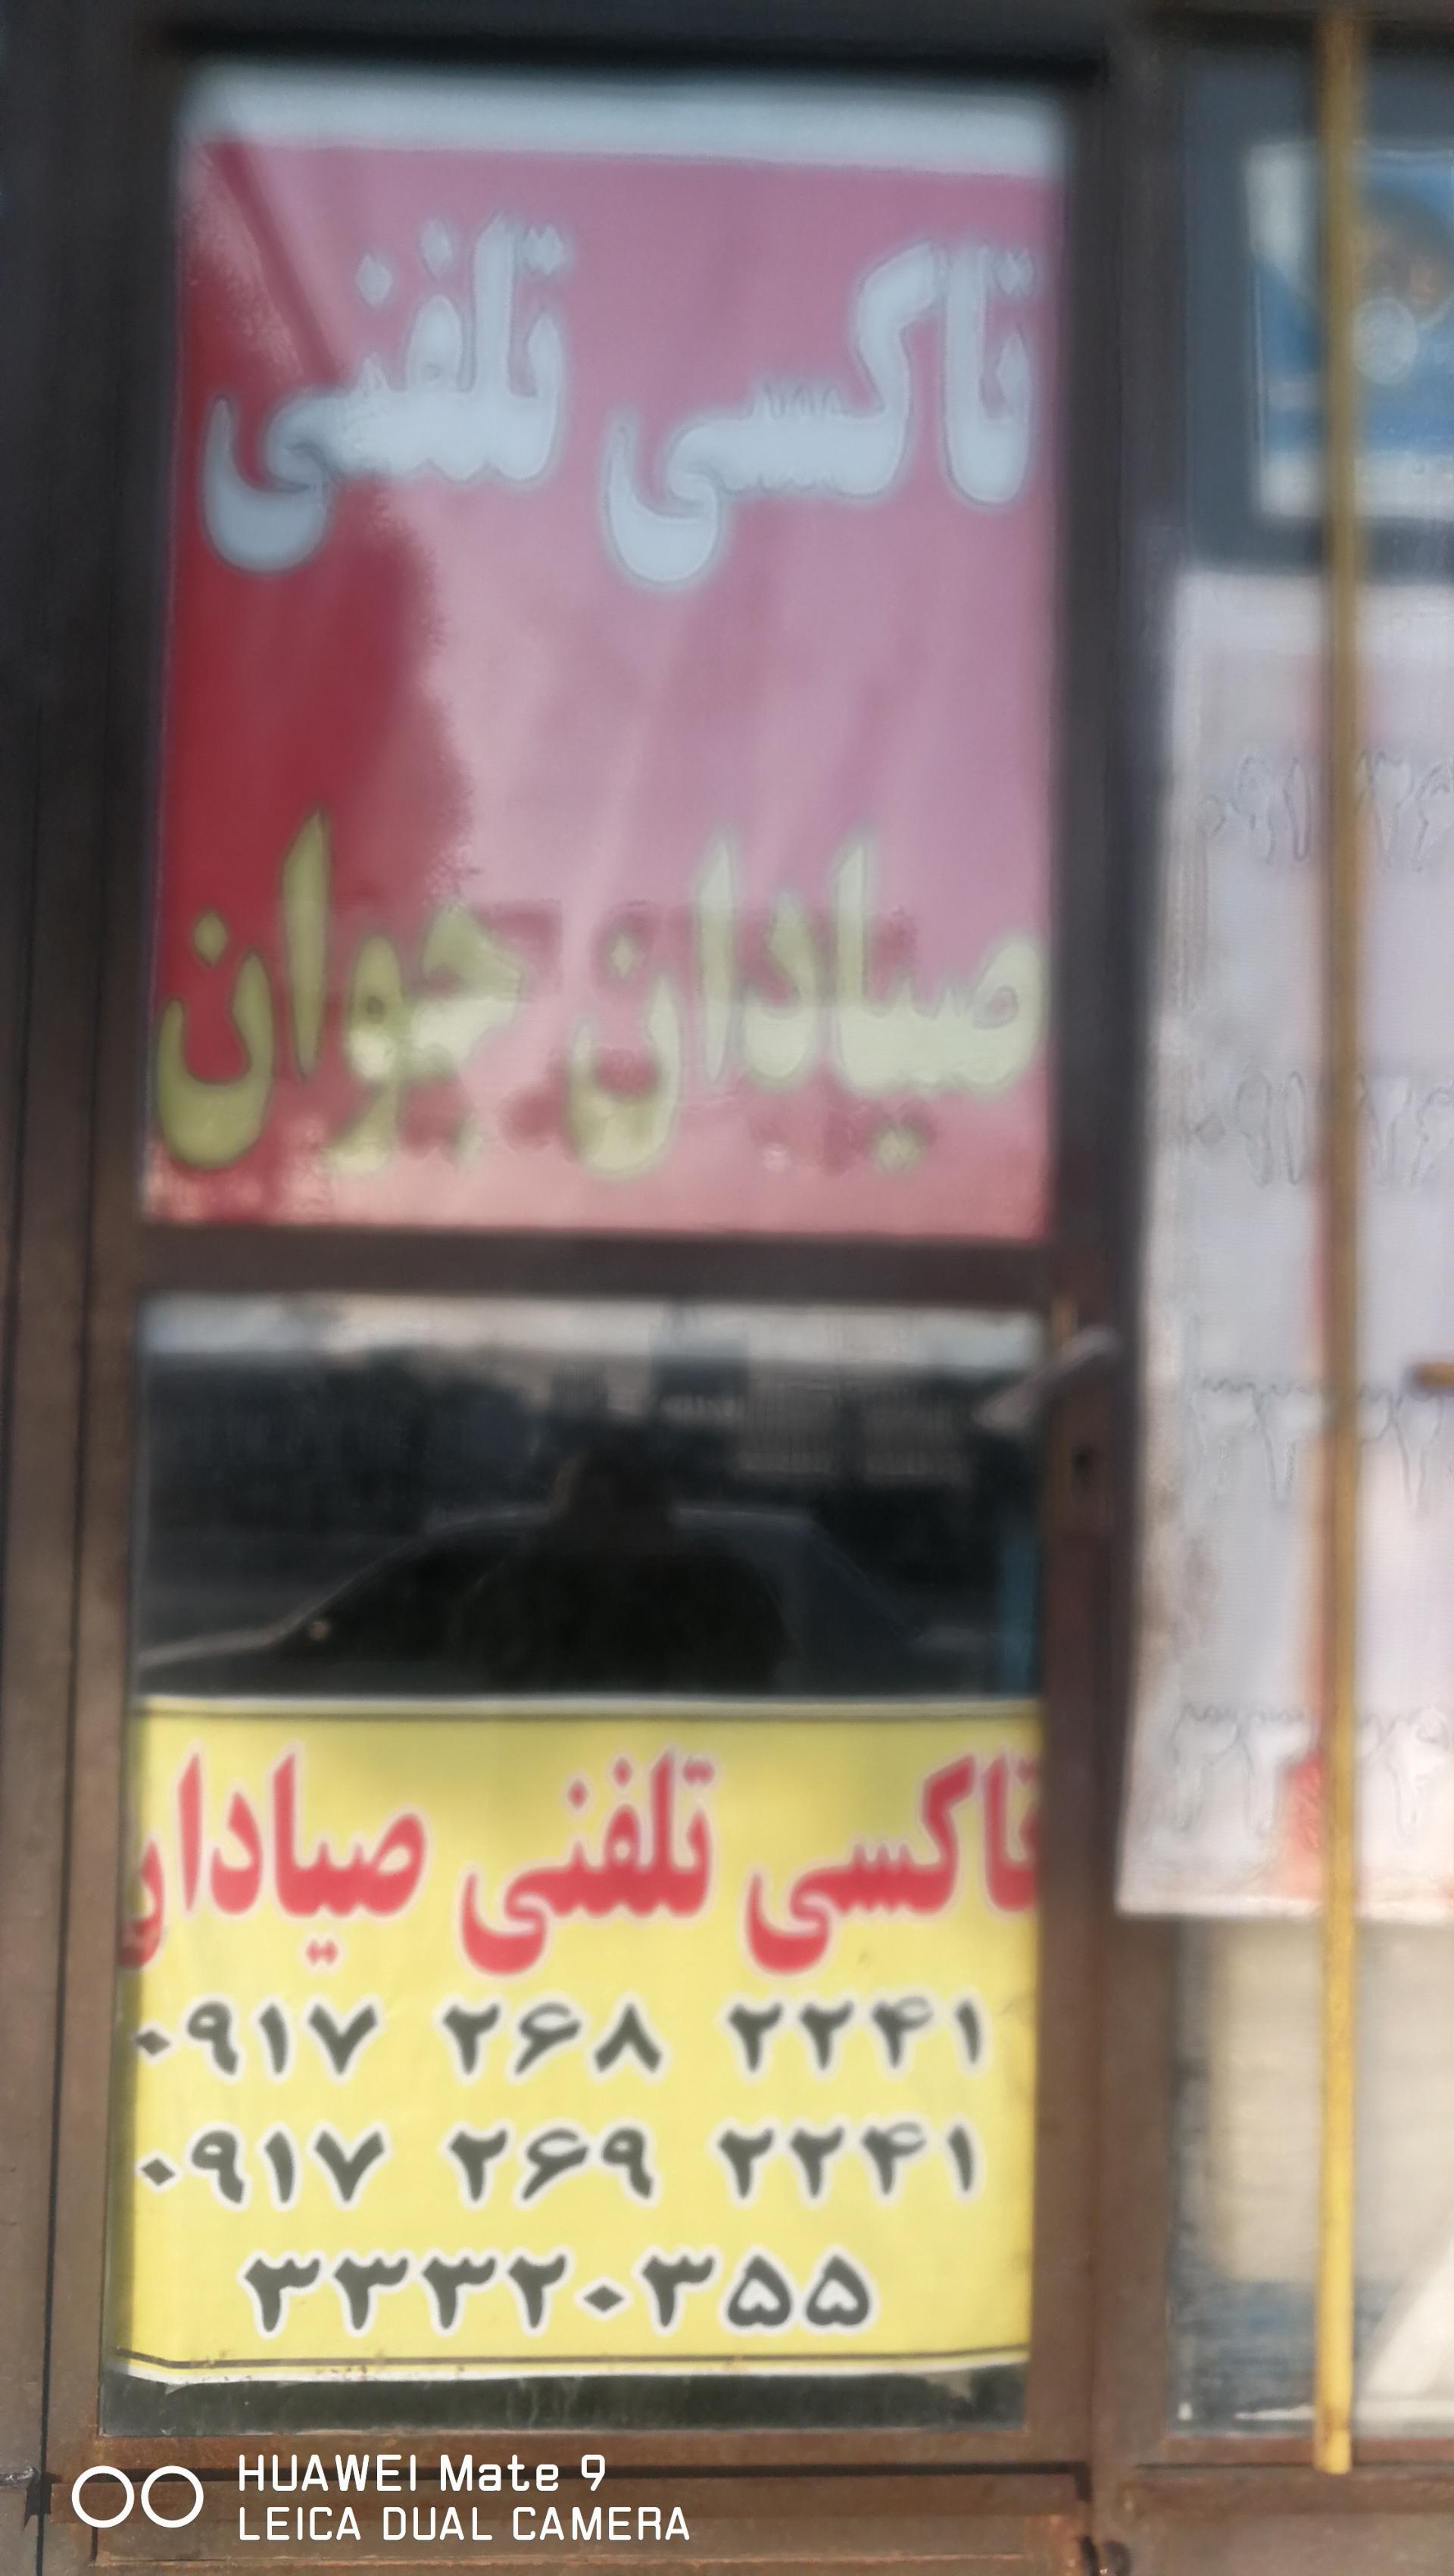 تاکسی تلفنی
صیادان جوان
تاکسی تلفنی صیادان
۰۹۱۷ ۲۶۸ ۲۲۴۱
۰۹۱۷ ۲۶۹ ۲۲۴۱
۳۳۳۲۰۳۵۵
HUAWEI Mate 9
LEICA DUAL CAMERA